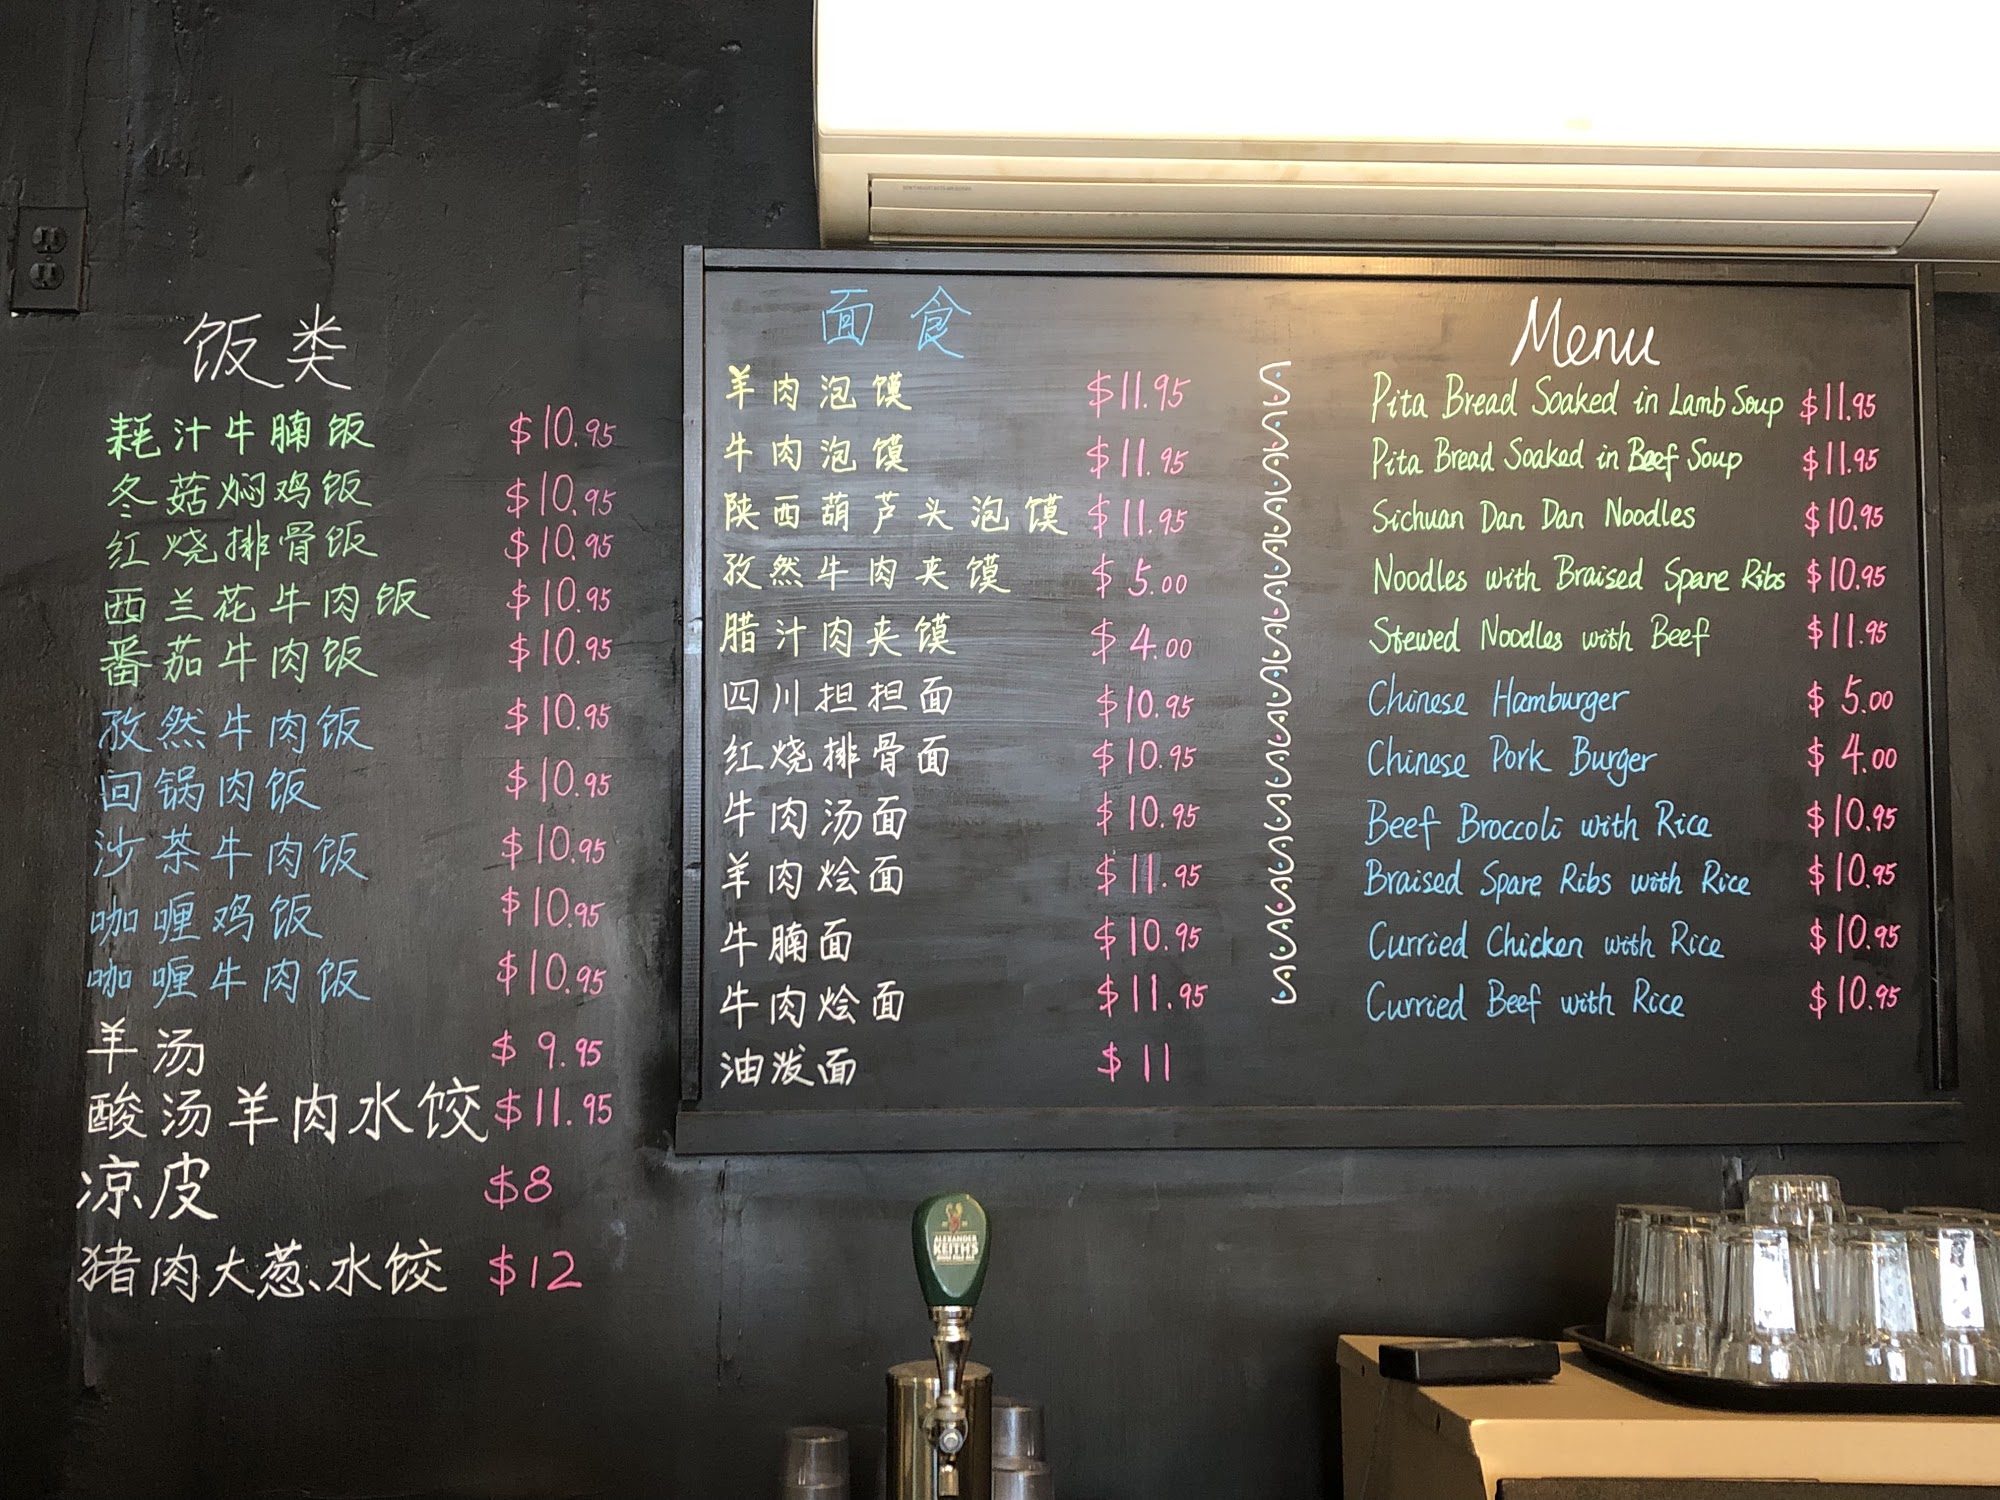 饭类
耗汁牛腩饭 $10.95
冬菇焖鸡饭 $10.95
红烧排骨饭 $10.95
西兰花牛肉饭 $10.95
番茄牛肉饭 $10.95
孜然牛肉饭 $10.95
回锅肉饭 $10.95
沙茶牛肉饭 $10.95
咖喱鸡饭 $10.95
咖喱牛肉饭 $10.95
羊汤 $9.95
酸汤羊肉水饺 $11.95
凉皮 $8
猪肉大葱水饺 $12
面食
羊肉泡馍 $11.95
牛肉泡馍 $11.95
陕西葫芦头泡馍 $11.95
孜然牛肉夹馍 $5.00
腊汁肉夹馍 $4.00
四川担担面 $10.95
红烧排骨面 $10.95
牛肉汤面 $10.95
羊肉烩面 $11.95
牛腩面 $10.95
牛肉烩面 $11.95
油泼面 $11
Menu
Pita Bread Soaked in Lamb Soup $11.95
Pita Bread Soaked in Beef Soup $11.95
Sichuan Dan Dan Noodles $10.95
Noodles with Braised Spare Ribs $10.95
Stewed Noodles with Beef $11.95
Chinese Hamburger $5.00
Chinese Pork Burger $4.00
Beef Broccoli with Rice $10.95
Braised Spare Ribs with Rice $10.95
Curried Chicken with Rice $10.95
Curried Beef with Rice $10.95
ALEXANDER
KEITH'S